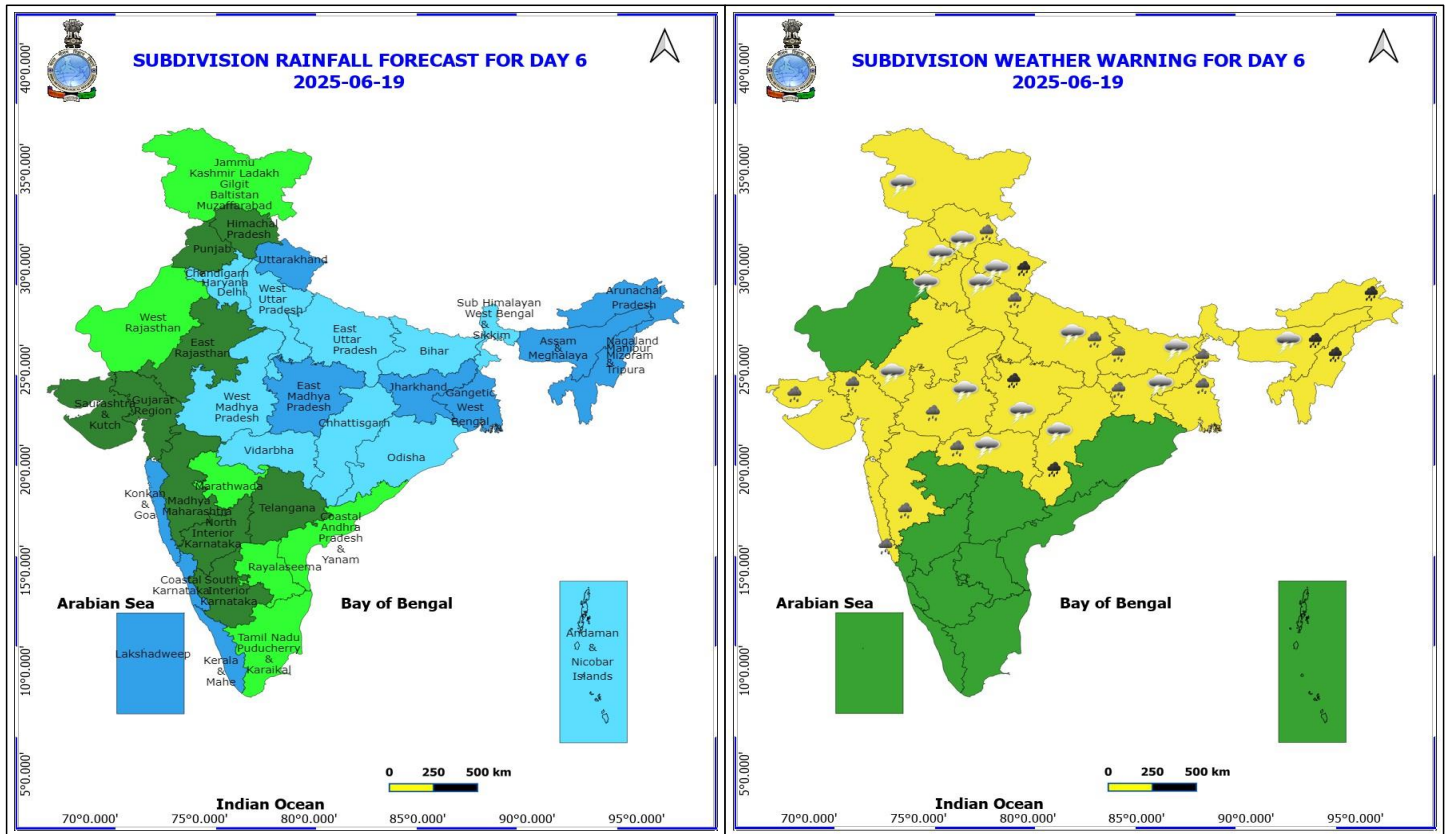 SUBDIVISION RAINFALL FORECAST FOR DAY 6
2025-06-19
40°0.000'
35°0.000'
30°0.000'
25°0.000'
20°0.000'
15°0.000'
10°0.000'
5°0.000'
Jammu
Kashmir Ladakh
Gilgit
Baltistan
Muzaffarabad
Himachal
Pradesh
Punjab
Uttarakhand
Chandigarh
Haryana
Delhi
West
Uttar
Pradesh
West
Rajasthan
East
Rajasthan
East
Uttar
Pradesh
Bihar
Sub Himalayan
West Bengal
&
Sikkim
Arunachal
Pradesh
Assam
&
Meghalaya
Nagaland
Manipur
Mizoram
&
Tripura
Saurashtra
&
Kutch
Gujarat
Region
West
Madhya
Pradesh
East
Madhya
Pradesh
Jharkhand
Gangetic
West
Bengal
Chhattisgarh
Vidarbha
Odisha
Konkan
&
Goa
Madhya
Maharashtra
Marathwada
Telangana
North
Interior
Karnataka
Coastal
Andhra
Pradesh
&
Yanam
Rayalaseema
Coastal
Karnataka
South
Interior
Karnataka
Tamil Nadu
Puducherry
&
Karaikal
Kerala
&
Mahe
Lakshadweep
Andaman
&
Nicobar
Islands
Arabian Sea
Bay of Bengal
0 250 500 km
Indian Ocean
70°0.000' 75°0.000' 80°0.000' 85°0.000' 90°0.000' 95°0.000'
SUBDIVISION WEATHER WARNING FOR DAY 6
2025-06-19
40°0.000'
35°0.000'
30°0.000'
25°0.000'
20°0.000'
15°0.000'
10°0.000'
5°0.000'
Arabian Sea
Bay of Bengal
0 250 500 km
Indian Ocean
70°0.000' 75°0.000' 80°0.000' 85°0.000' 90°0.000' 95°0.000'